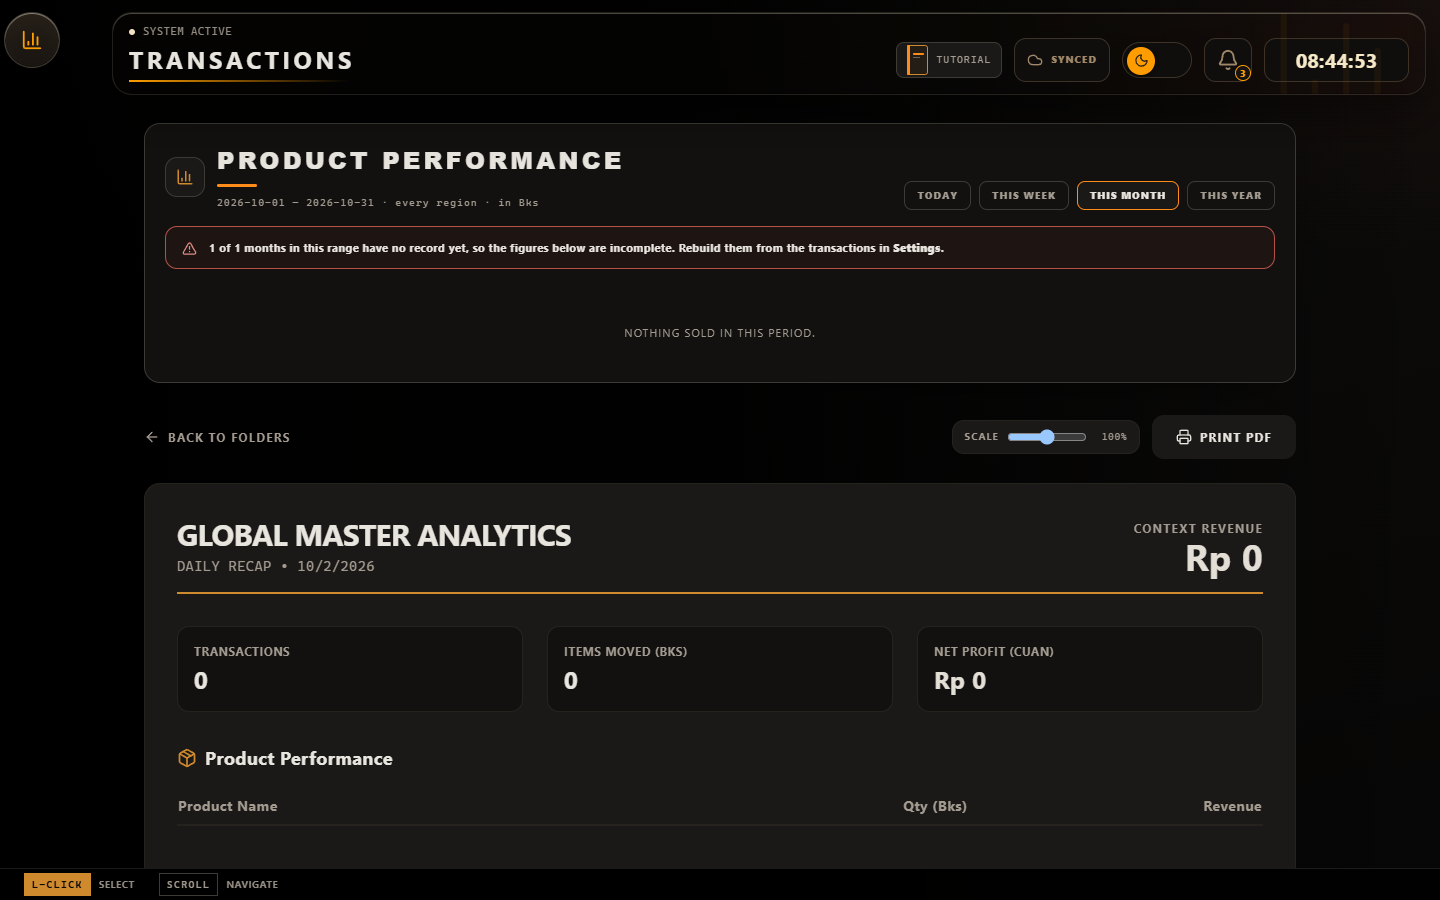 SYSTEM ACTIVE
TRANSACTIONS
TUTORIAL
SYNCED
3
08:44:53
PRODUCT PERFORMANCE
2026-10-01 — 2026-10-31 · every region · in Bks
TODAY
THIS WEEK
THIS MONTH
THIS YEAR
1 of 1 months in this range have no record yet, so the figures below are incomplete. Rebuild them from the transactions in Settings.
NOTHING SOLD IN THIS PERIOD.
BACK TO FOLDERS
SCALE
100%
PRINT PDF
GLOBAL MASTER ANALYTICS
DAILY RECAP • 10/2/2026
CONTEXT REVENUE
Rp 0
TRANSACTIONS
0
ITEMS MOVED (BKS)
0
NET PROFIT (CUAN)
Rp 0
Product Performance
Product Name
Qty (Bks)
Revenue
L-CLICK
SELECT
SCROLL
NAVIGATE